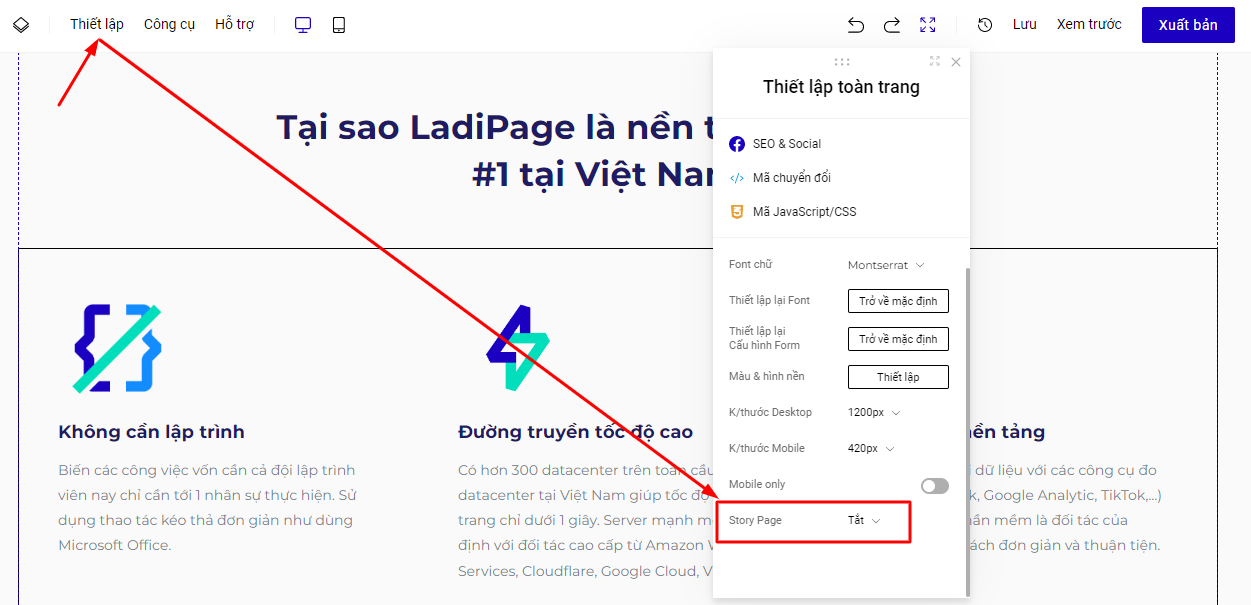 Thiết lập
Công cụ
Hỗ trợ
Lưu
Xem trước
Xuất bản
Tại sao LadiPage là nền
#1 tại Việt
Không cần lập trình
Biến các công việc vốn cần cả đội lập trình
viên nay chỉ cần tới 1 nhân sự thực hiện. Sử
dụng thao tác kéo thả đơn giản như dùng
Microsoft Office.
Đường truyền tốc độ cao
Có hơn 300 datacenter trên toàn cầu
datacenter tại Việt Nam giúp tốc độ
trang chỉ dưới 1 giây. Server mạnh
định với đối tác cao cấp từ Amazon
Services, Cloudflare, Google Cloud,
tảng
dữ liệu với các công cụ đo
Google Analytic, TikTok,...)
mềm là đối tác của
đơn giản và thuận tiện.
Thiết lập toàn trang
SEO & Social
Mã chuyển đổi
Mã JavaScript/CSS
Font chữ Montserrat
Thiết lập lại Font Trở về mặc định
Thiết lập lại
Cấu hình Form Trở về mặc định
Màu & hình nền Thiết lập
K/thước Desktop 1200px
K/thước Mobile 420px
Mobile only
Story Page Tắt